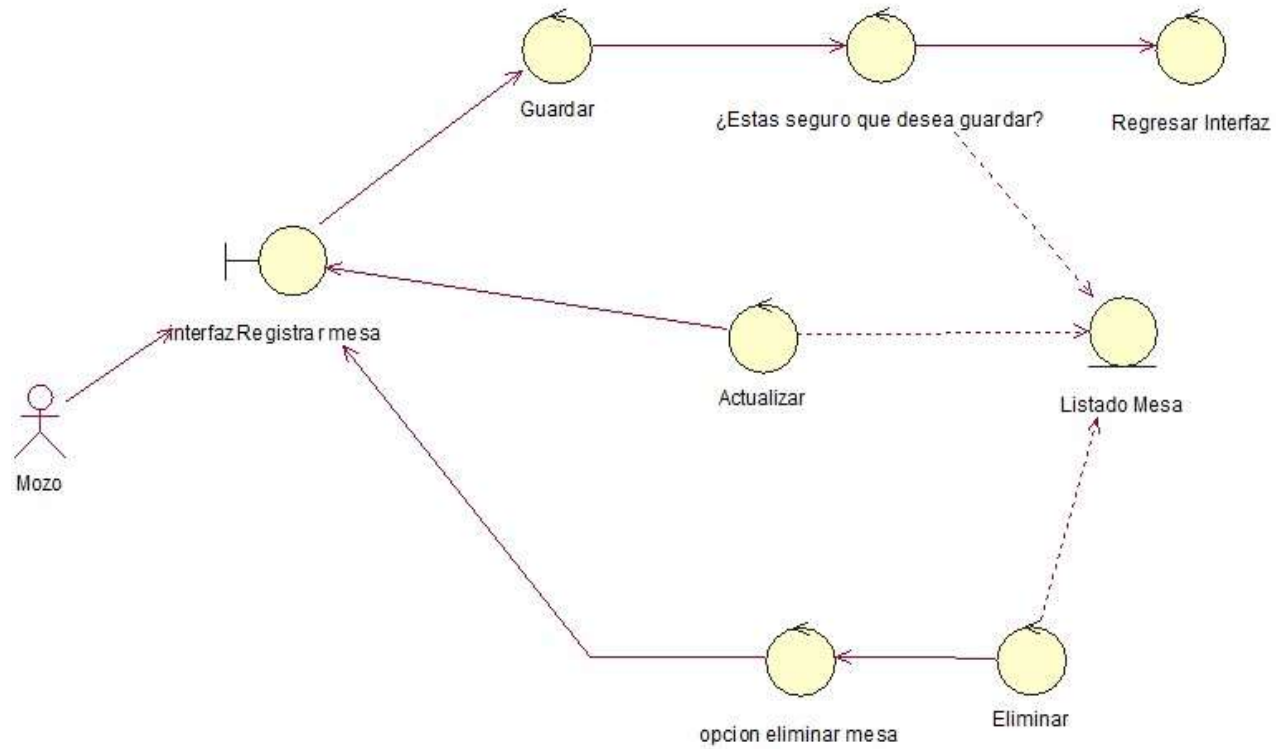 Guardar
¿Estas seguro que desea guardar?
Regresar Interfaz
interfaz Registrar mesa
Actualizar
Listado Mesa
Mozo
opcion eliminar mesa
Eliminar